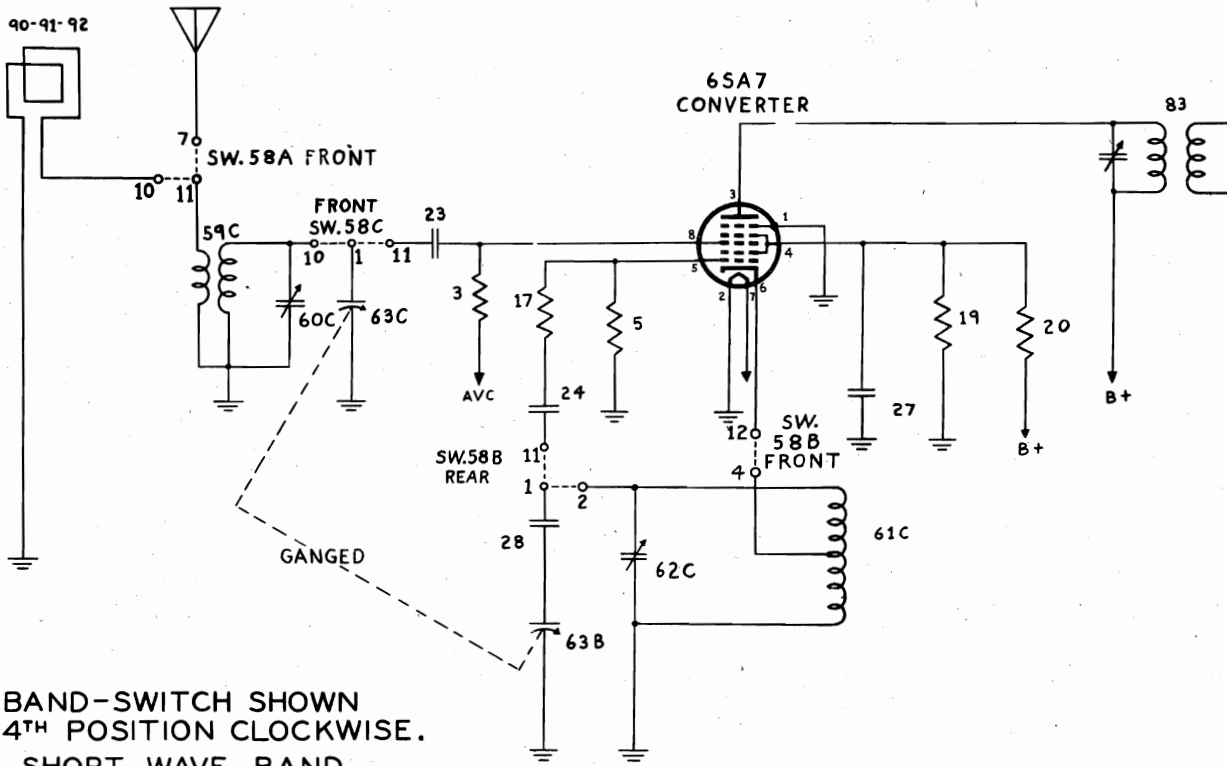 90-91-92
6SA7
CONVERTER
83
7
SW.58A FRONT
10
11
59C
FRONT
SW.58C
23
10
1
11
3
1
8
4
5
2
7
6
60C
63C
3
17
5
19
20
AVC
24
27
B+
B+
12
SW.
58B
FRONT
4
SW.58B
REAR
11
1
2
28
62C
61C
GANGED
63B
BAND-SWITCH SHOWN
4TH POSITION CLOCKWISE.
SHORT WAVE BAND